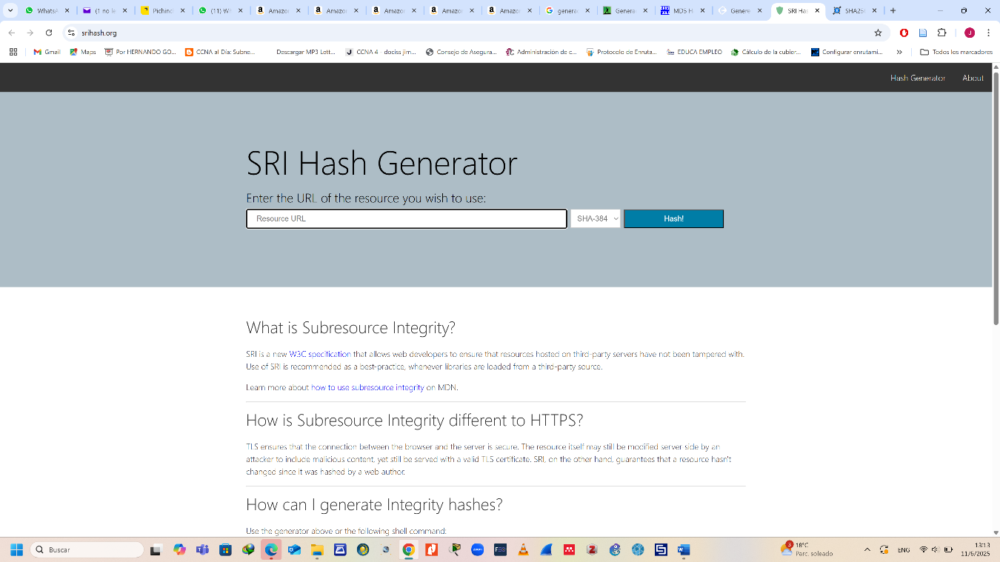 WhatsA
(1 no le
Pichinch
(11) Wh
Amazon
Amazon
Amazon
Amazon
Amazon
generac
Generac
MD5 H
Genere
SRI Has
SHA256
srihash.org
Gmail
Maps
Por HERNANDO GO...
CCNA al Día: Subne...
Descargar MP3 Lett...
CCNA 4 - dociss jim...
Consejo de Asegura...
Administracion de c...
Protocolo de Enruta...
EDUCA EMPLEO
Cálculo de la cubier...
Configurar enrutami...
Todos los marcadores
Hash Generator
About
SRI Hash Generator
Enter the URL of the resource you wish to use:
Resource URL
SHA-384
Hash!
What is Subresource Integrity?
SRI is a new W3C specification that allows web developers to ensure that resources hosted on third-party servers have not been tampered with.
Use of SRI is recommended as a best-practice, whenever libraries are loaded from a third-party source.
Learn more about how to use subresource integrity on MDN.
How is Subresource Integrity different to HTTPS?
TLS ensures that the connection between the browser and the server is secure. The resource itself may still be modified server side by an
attacker to include malicious content, yet still be served with a valid TLS certificate. SRI, on the other hand, guarantees that a resource hasn't
changed since it was hashed by a web author.
How can I generate Integrity hashes?
Use the generator above or the following shell command:
Buscar
zoom
3
18°C
Parc. soleado
ENG
13:13
11/6/2025